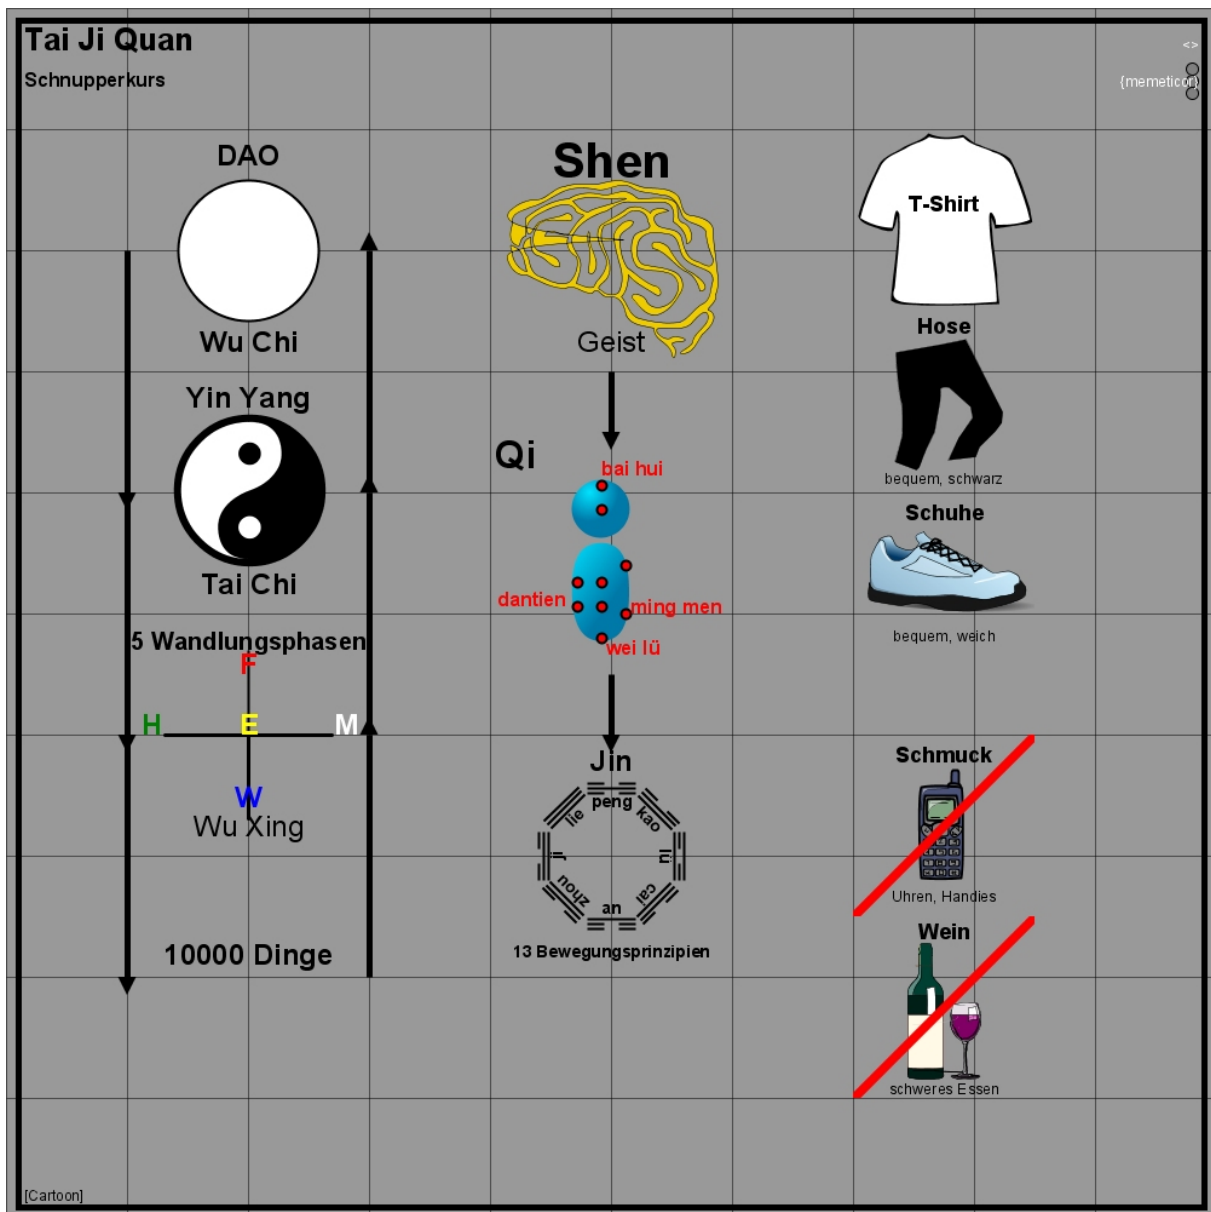 Tai Ji Quan
Schnupperkurs
<>
{memeticor}
DAO
Wu Chi
Yin Yang
Tai Chi
5 Wandlungsphasen
F
H E M
W
Wu Xing
10000 Dinge
Shen
Geist
Qi
bai hui
dantien
ming men
wei lü
Jin
peng
kao
lü
cai
an
zhou
ji
lie
13 Bewegungsprinzipien
T-Shirt
Hose
bequem, schwarz
Schuhe
bequem, weich
Schmuck
Uhren, Handies
Wein
schweres Essen
[Cartoon]